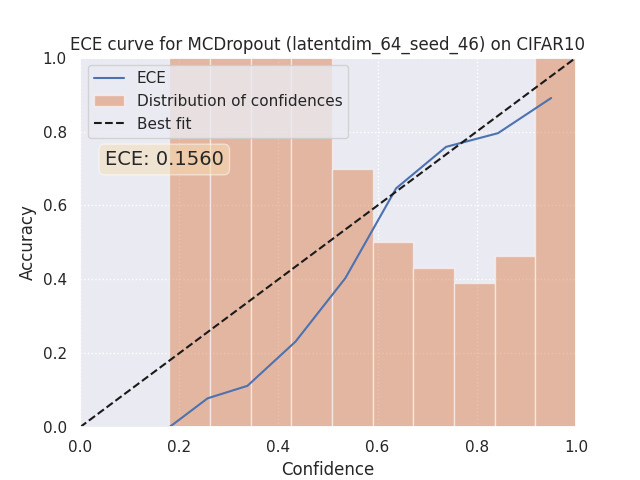 ECE curve for MCDropout (latentdim_64_seed_46) on CIFAR10
1.0
0.8
0.6
0.4
0.2
0.0
Accuracy
ECE
Distribution of confidences
Best fit
ECE: 0.1560
0.0 0.2 0.4 0.6 0.8 1.0
Confidence